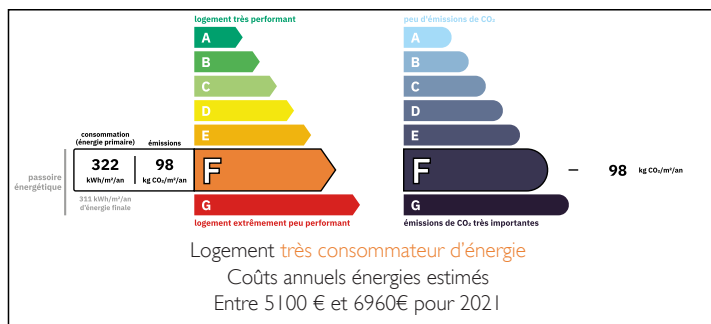 logement très performant
A
B
C
D
E
consommation
(énergie primaire)
émissions
322
kWh/m²/an
98
kg CO₂/m²/an
F
passoire
énergétique
311 kWh/m²/an
d'énergie finale
G
logement extrêmement peu performant
peu d'émissions de CO₂
A
B
C
D
E
F
98 kg CO₂/m²/an
G
émissions de CO₂ très importantes
Logement très consommateur d'énergie
Coûts annuels énergies estimés
Entre 5100 € et 6960€ pour 2021